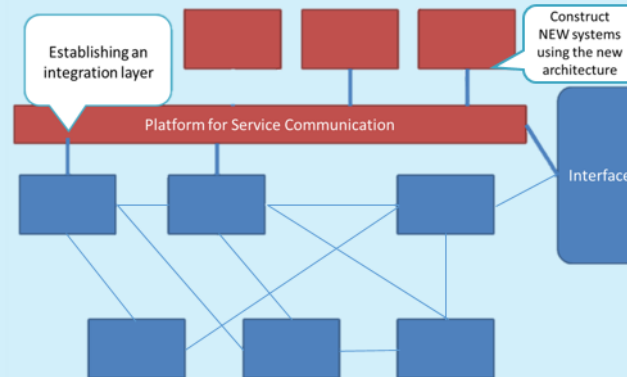 Establishing an
integration layer
Construct
NEW systems
using the new
architecture
Platform for Service Communication
Interface